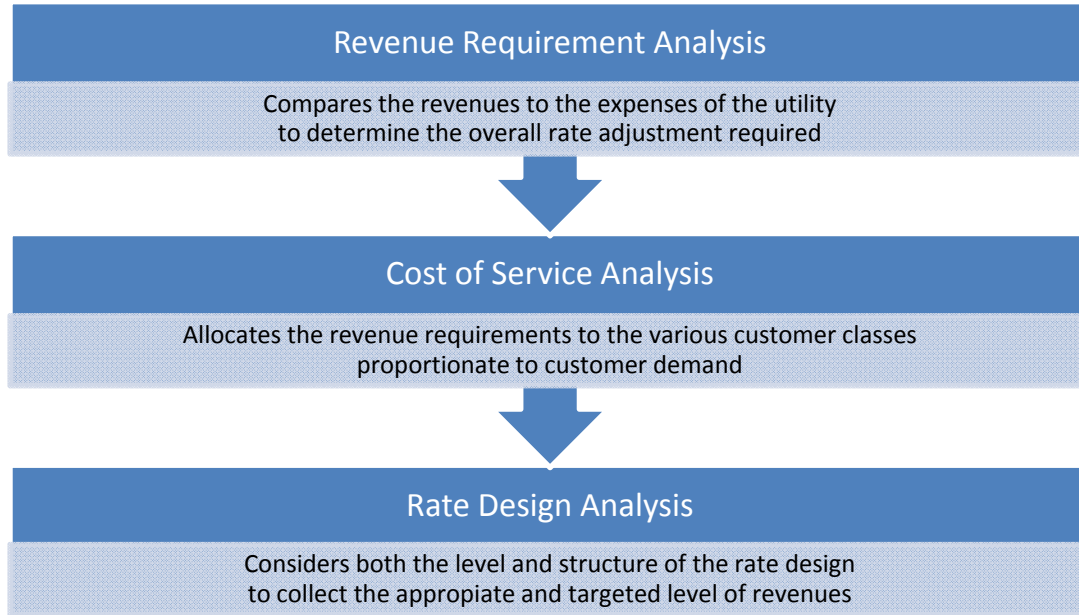 Revenue Requirement Analysis
Compares the revenues to the expenses of the utility
to determine the overall rate adjustment required
Cost of Service Analysis
Allocates the revenue requirements to the various customer classes
proportionate to customer demand
Rate Design Analysis
Considers both the level and structure of the rate design
to collect the appropiate and targeted level of revenues